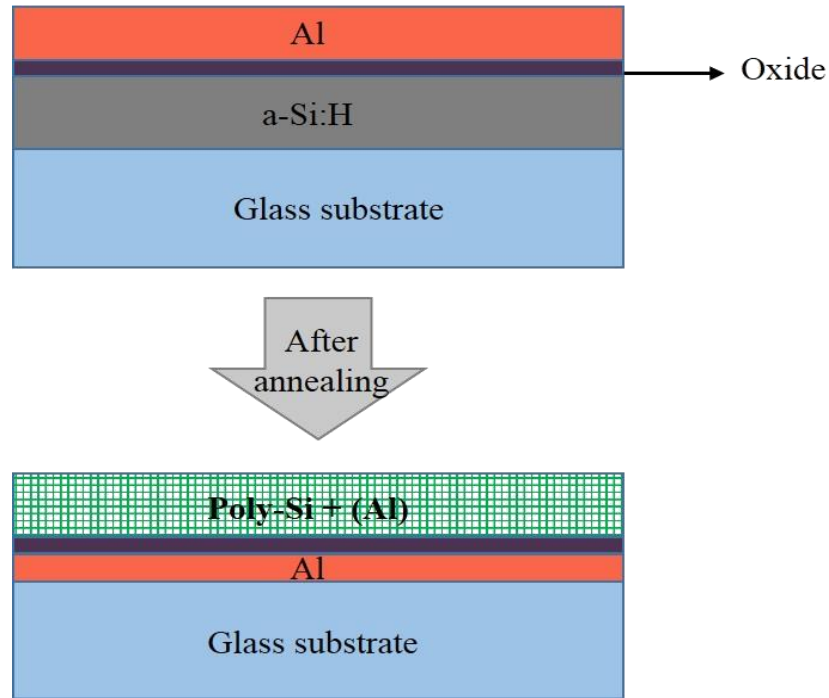 Al
Oxide
a-Si:H
Glass substrate
After
annealing
Poly-Si + (Al)
Al
Glass substrate